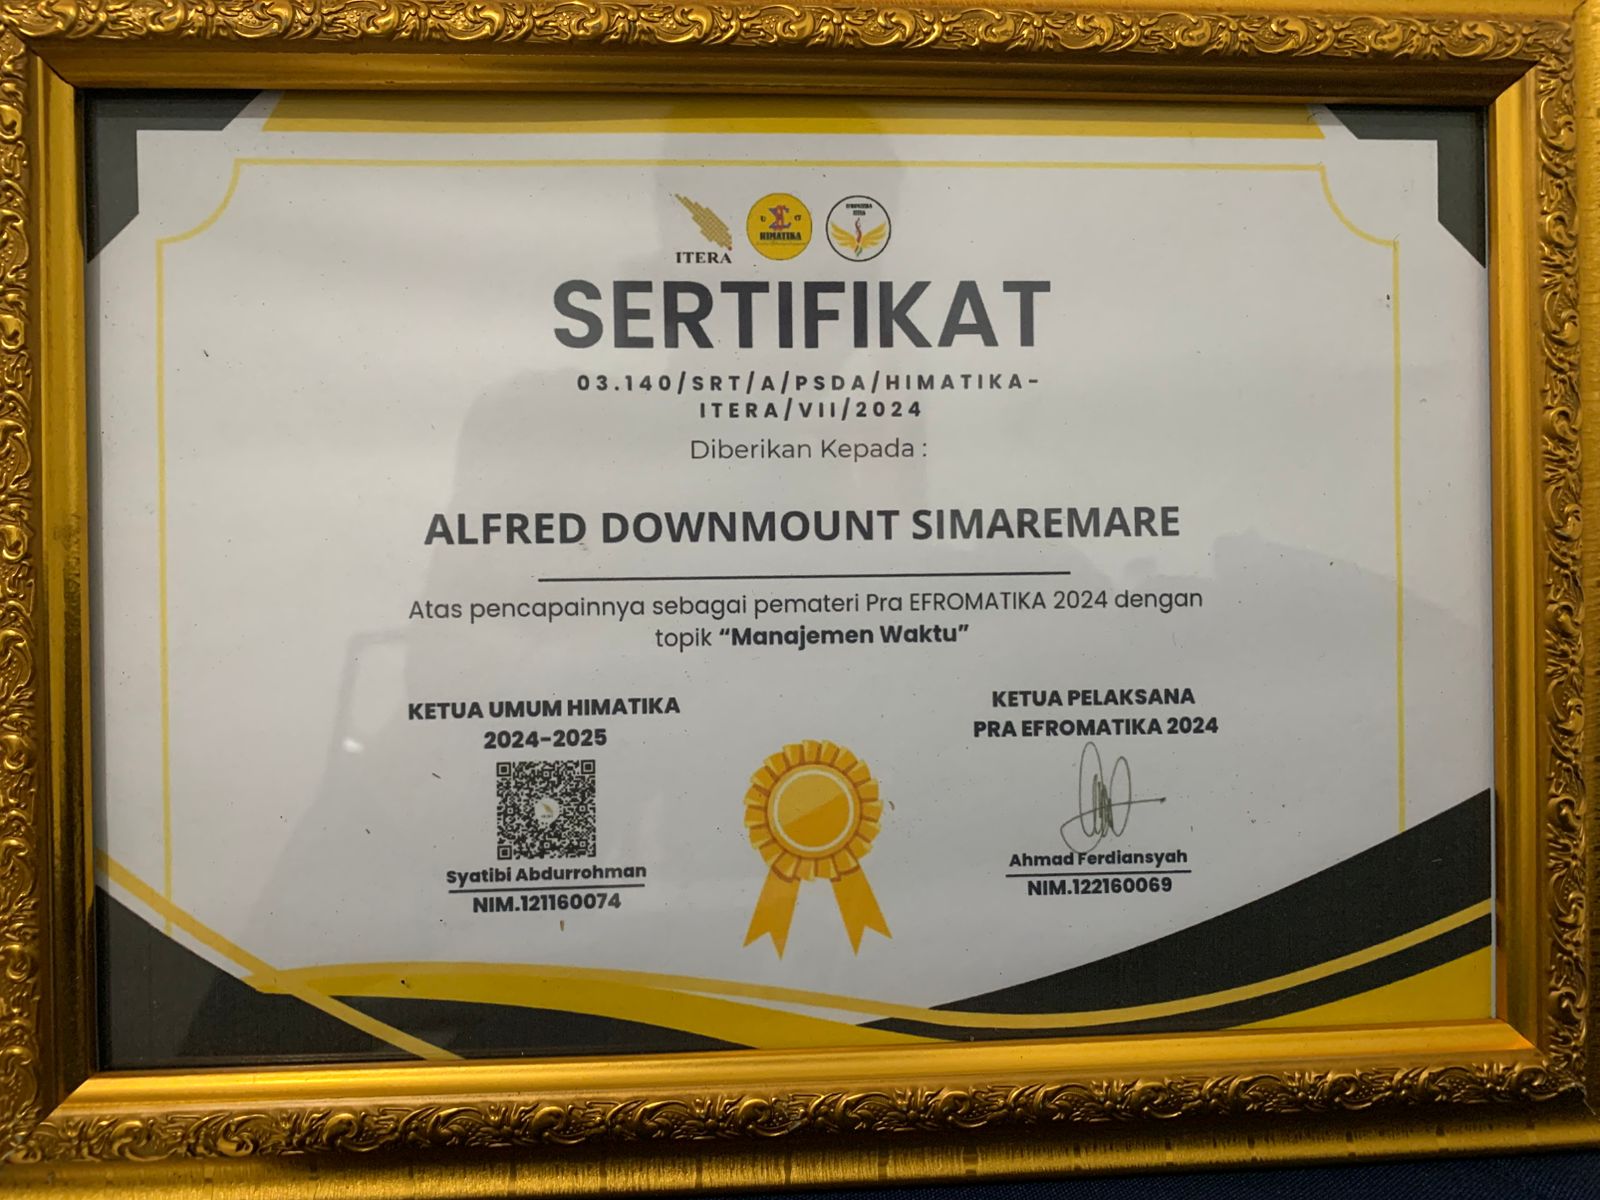 ITERA
HIMATIKA
SERTIFIKAT
03.140/SRT/A/PSDA/HIMATIKA-
ITERA/VII/2024
Diberikan Kepada :
ALFRED DOWNMOUNT SIMAREMARE
Atas pencapainnya sebagai pemateri Pra EFROMATIKA 2024 dengan
topik “Manajemen Waktu”
KETUA UMUM HIMATIKA
2024-2025
Syatibi Abdurrohman
NIM.121160074
KETUA PELAKSANA
PRA EFROMATIKA 2024
Ahmad Ferdiansyah
NIM.122160069